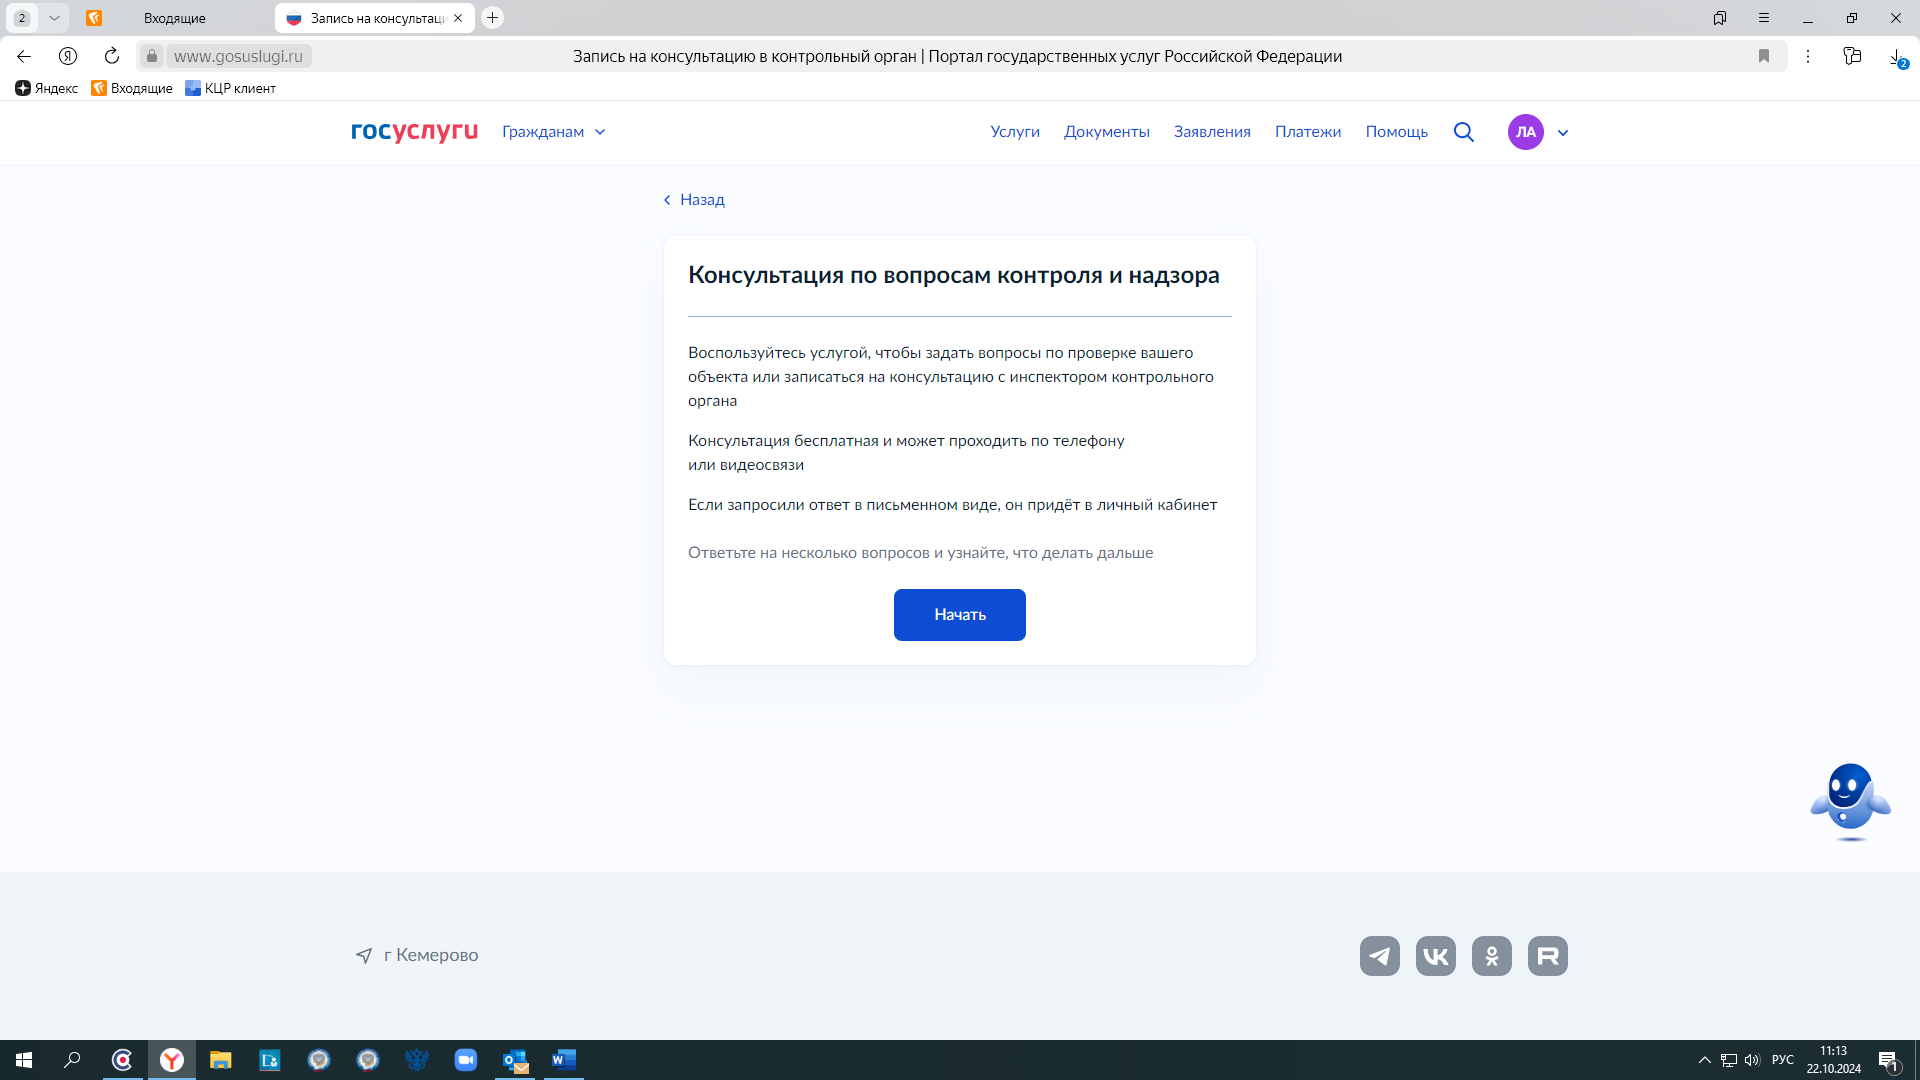 2
Входящие
Запись на консультаци
www.gosuslugi.ru
Запись на консультацию в контрольный орган | Портал государственных услуг Российской Федерации
2
Яндекс
Входящие
КЦР клиент
госуслуги
Гражданам
Услуги
Документы
Заявления
Платежи
Помощь
ЛА
Назад
Консультация по вопросам контроля и надзора
Воспользуйтесь услугой, чтобы задать вопросы по проверке вашего
объекта или записаться на консультацию с инспектором контрольного
органа
Консультация бесплатная и может проходить по телефону
или видеосвязи
Если запросили ответ в письменном виде, он придёт в личный кабинет
Ответьте на несколько вопросов и узнайте, что делать дальше
Начать
г Кемерово
РУС
11:13
22.10.2024
1